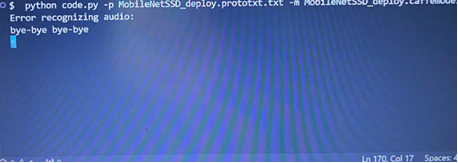 $ python code.py -p MobileNetSSD_deploy.prototxt.txt -m MobileNetSSD_deploy.caffemode
Error recognizing audio:
bye-bye bye-bye
Ln 170, Col 17 Spaces: 4